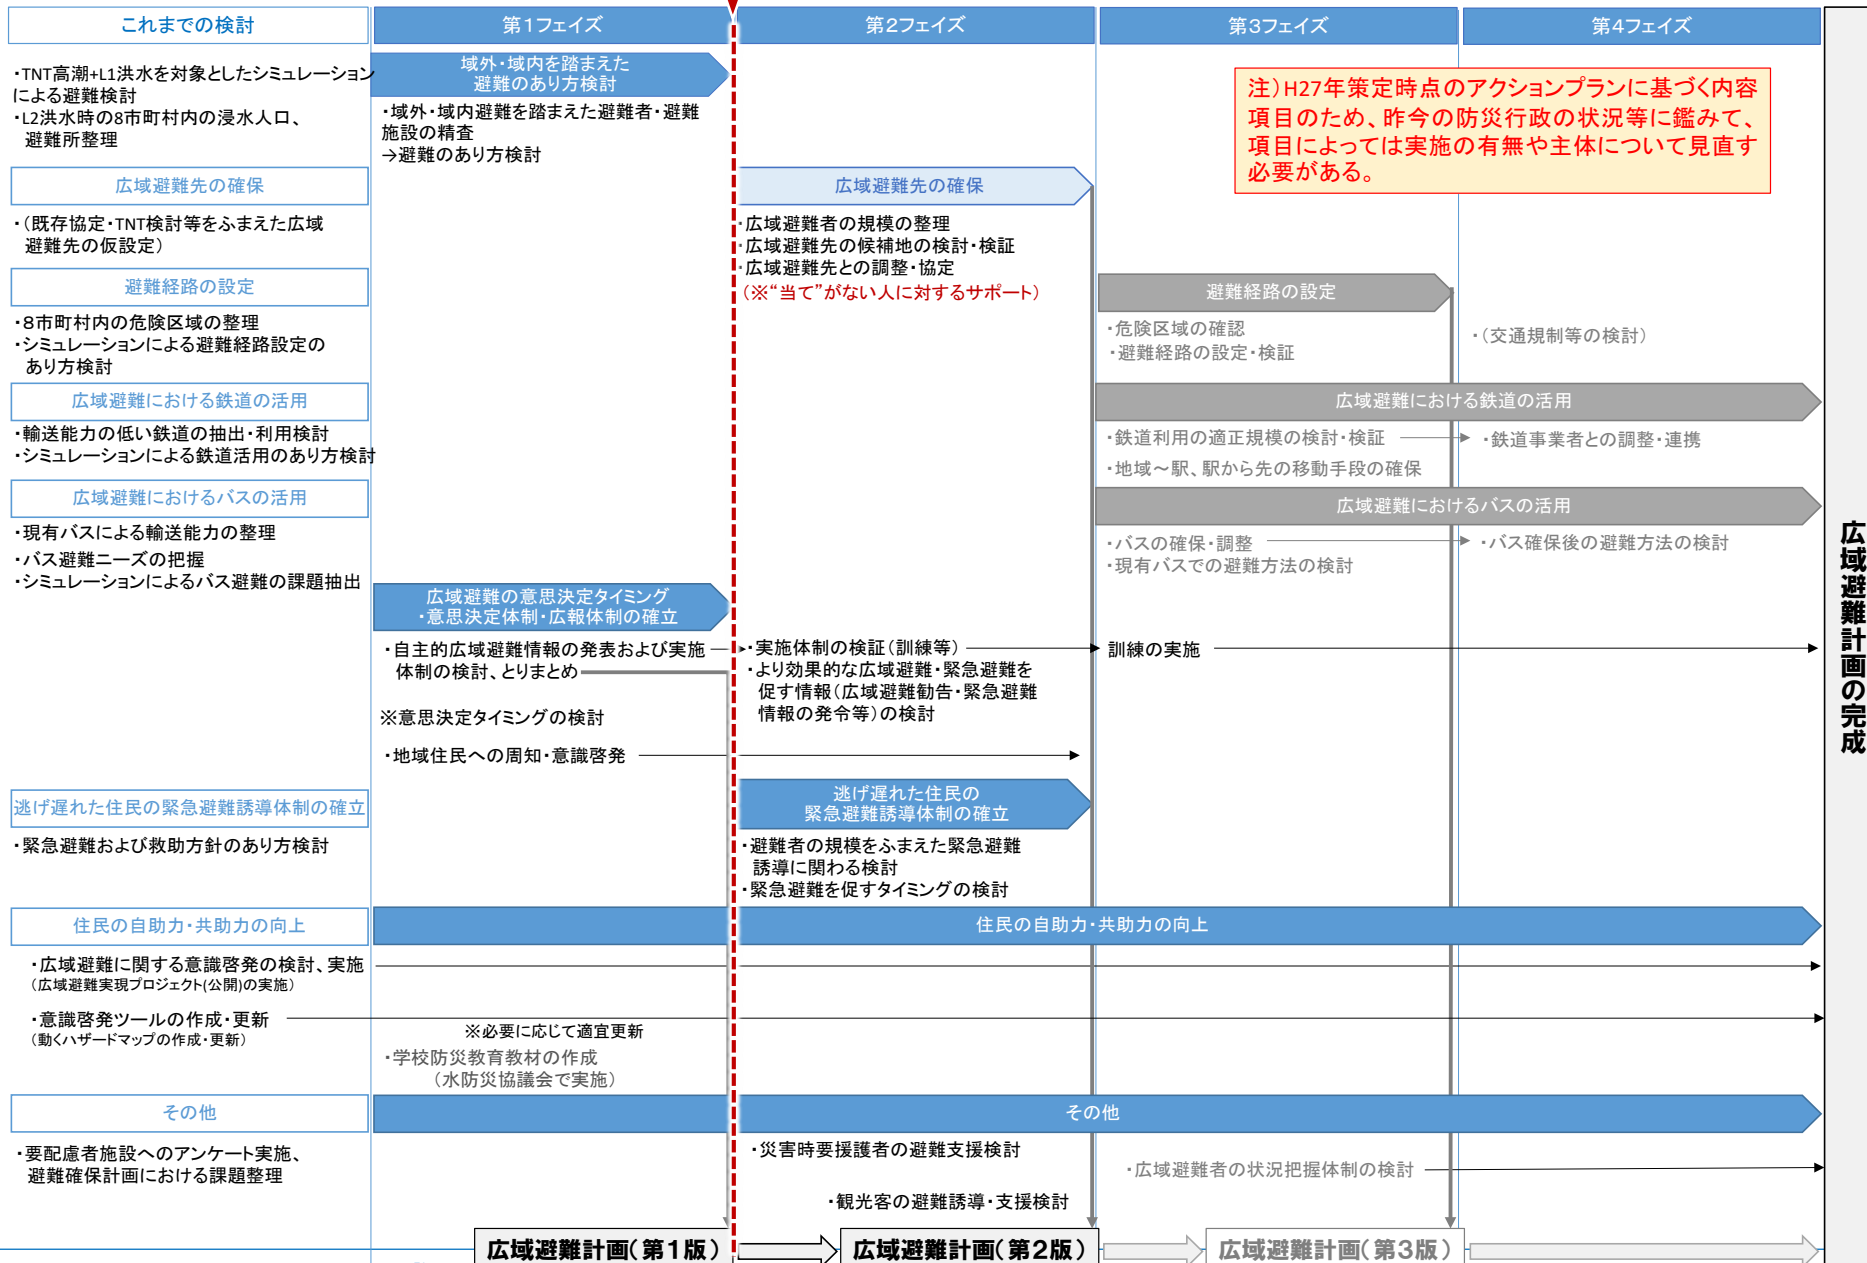 これまでの検討
第1フェイズ
第2フェイズ
第3フェイズ
第4フェイズ
・TNT高潮+L1洪水を対象としたシミュレーション
による避難検討
・L2洪水時の8市町村内の浸水人口、
避難所整理
域外・域内を踏まえた
避難のあり方検討
・域外・域内避難を踏まえた避難者・避難
施設の精査
→避難のあり方検討
注）H27年策定時点のアクションプランに基づく内容
項目のため、昨今の防災行政の状況等に鑑みて、
項目によっては実施の有無や主体について見直す
必要がある。
広域避難先の確保
・（既存協定・TNT検討等をふまえた広域
避難先の仮設定）
広域避難先の確保
・広域避難者の規模の整理
・広域避難先の候補地の検討・検証
・広域避難先との調整・協定
（※“当て”がない人に対するサポート）
避難経路の設定
・8市町村内の危険区域の整理
・シミュレーションによる避難経路設定の
あり方検討
避難経路の設定
・危険区域の確認
・避難経路の設定・検証
・（交通規制等の検討）
広域避難における鉄道の活用
・輸送能力の低い鉄道の抽出・利用検討
・シミュレーションによる鉄道活用のあり方検討
広域避難における鉄道の活用
・鉄道利用の適正規模の検討・検証
・鉄道事業者との調整・連携
・地域～駅、駅から先の移動手段の確保
広域避難におけるバスの活用
・現有バスによる輸送能力の整理
・バス避難ニーズの把握
・シミュレーションによるバス避難の課題抽出
広域避難におけるバスの活用
・バスの確保・調整
・バス確保後の避難方法の検討
・現有バスでの避難方法の検討
広域避難の意思決定タイミング
・意思決定体制・広報体制の確立
・自主的広域避難情報の発表および実施
体制の検討、とりまとめ
※意思決定タイミングの検討
・地域住民への周知・意識啓発
・実施体制の検証（訓練等）
・より効果的な広域避難・緊急避難を
促す情報（広域避難勧告・緊急避難
情報の発令等）の検討
訓練の実施
逃げ遅れた住民の緊急避難誘導体制の確立
・緊急避難および救助方針のあり方検討
逃げ遅れた住民の
緊急避難誘導体制の確立
・避難者の規模をふまえた緊急避難
誘導に関わる検討
・緊急避難を促すタイミングの検討
住民の自助力・共助力の向上
住民の自助力・共助力の向上
・広域避難に関する意識啓発の検討、実施
（広域避難実現プロジェクト(公開)の実施）
・意識啓発ツールの作成・更新
（動くハザードマップの作成・更新）
※必要に応じて適宜更新
・学校防災教育教材の作成
（水防災協議会で実施）
その他
その他
・要配慮者施設へのアンケート実施、
避難確保計画における課題整理
・災害時要援護者の避難支援検討
・観光客の避難誘導・支援検討
・広域避難者の状況把握体制の検討
広域避難計画（第1版）
広域避難計画（第2版）
広域避難計画（第3版）
広域避難計画の完成